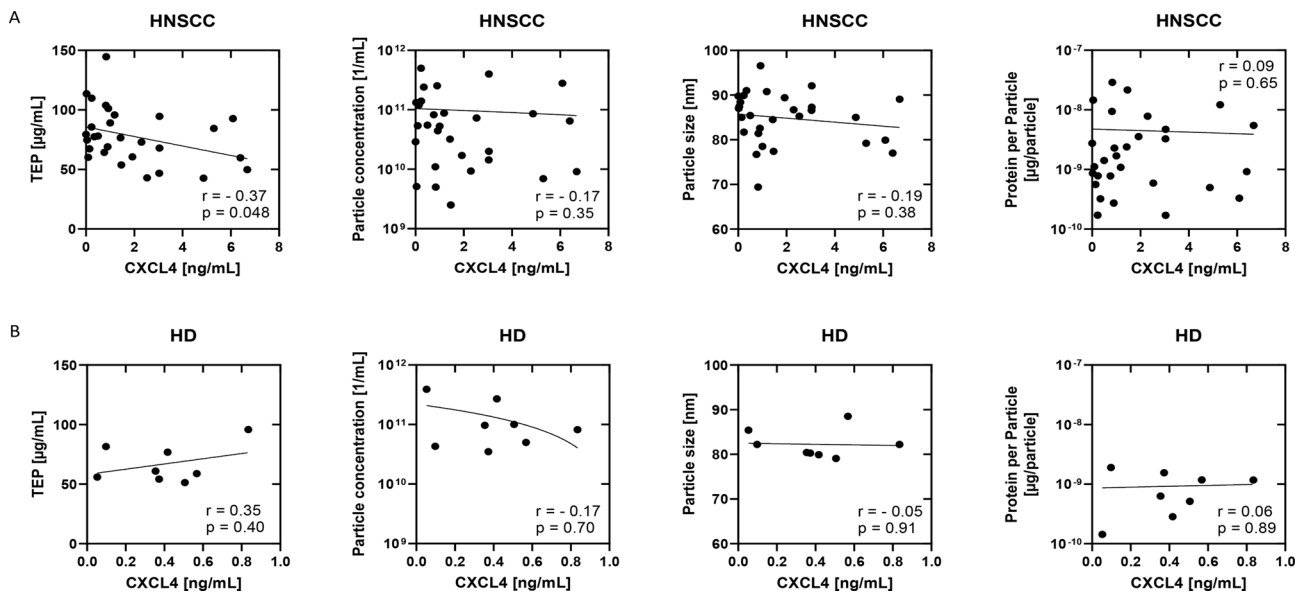 A
HNSCC
TEP [µg/mL]
150
100
50
0
0 2 4 6 8
CXCL4 [ng/mL]
r = - 0.37
p = 0.048
HNSCC
Particle concentration [1/mL]
10¹²
10¹¹
10¹⁰
10⁹
0 2 4 6 8
CXCL4 [ng/mL]
r = - 0.17
p = 0.35
HNSCC
Particle size [nm]
100
90
80
70
60
0 2 4 6 8
CXCL4 [ng/mL]
r = - 0.19
p = 0.38
HNSCC
Protein per Particle
[µg/particle]
10⁻⁷
10⁻⁸
10⁻⁹
10⁻¹⁰
0 2 4 6 8
CXCL4 [ng/mL]
r = 0.09
p = 0.65
B
HD
TEP [µg/mL]
150
100
50
0
0.0 0.2 0.4 0.6 0.8 1.0
CXCL4 [ng/mL]
r 0.35
p = 0.40
HD
Particle concentration [1/mL]
10¹²
10¹¹
10¹⁰
10⁹
0.0 0.2 0.4 0.6 0.8 1.0
CXCL4 [ng/mL]
r = - 0.17
p = 0.70
HD
Particle size [nm]
100
90
80
70
60
0.0 0.2 0.4 0.6 0.8 1.0
CXCL4 [ng/mL]
r = - 0.05
p = 0.91
HD
Protein per Particle
[µg/particle]
10⁻⁷
10⁻⁸
10⁻⁹
10⁻¹⁰
0.0 0.2 0.4 0.6 0.8 1.0
CXCL4 [ng/mL]
r 0.06
p = 0.89